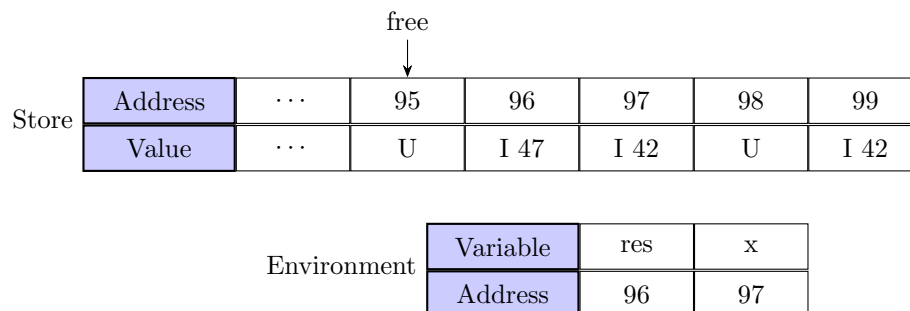 free
Store Address ··· 95 96 97 98 99
Value ··· U I 47 I 42 U I 42
Environment Variable res x
Address 96 97